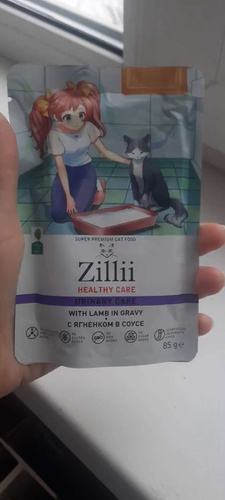 SUPER PREMIUM CAT FOOD
Zillii
HEALTHY CARE
URINARY CARE
WITH LAMB IN GRAVY
С ЯГНЕНКОМ В СОУСЕ
85 g e